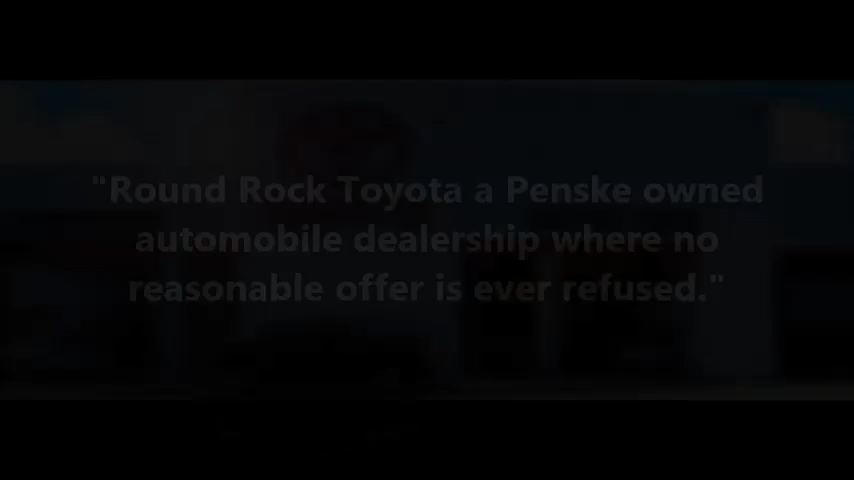 "Round Rock Toyota a Penske owned
automobile dealership where no
reasonable offer is ever refused."